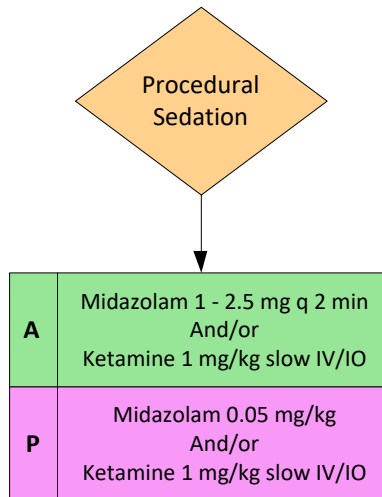 Procedural
Sedation
A
Midazolam 1 - 2.5 mg q 2 min
And/or
Ketamine 1 mg/kg slow IV/IO
P
Midazolam 0.05 mg/kg
And/or
Ketamine 1 mg/kg slow IV/IO